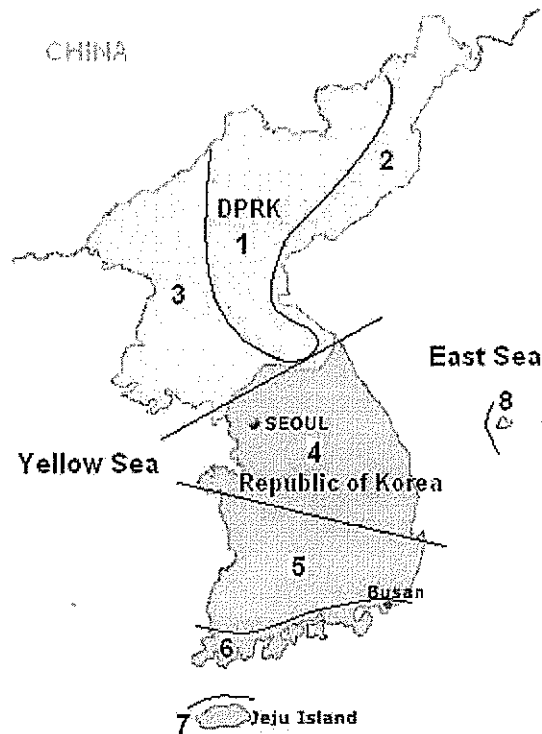 CHINA
2
DPRK
1
3
East Sea
8
SEOUL
4
Yellow Sea
Republic of Korea
5
Busan
6
7
Jeju Island